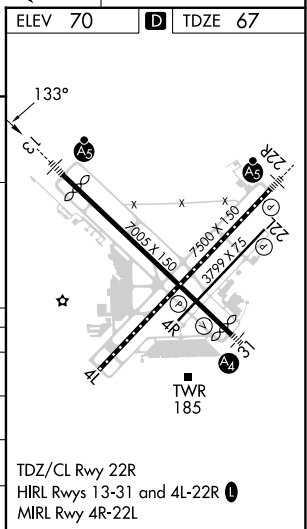 ELEV 70 D TDZE 67
133°
13
A5
22R
A5
X X X
7005 X 150
7500 X 150
P
3799 X 75
22L
P
P
V
4R
31
4L
A4
TWR
185
TDZ/CL Rwy 22R
HIRL Rwys 13-31 and 4L-22R L
MIRL Rwy 4R-22L